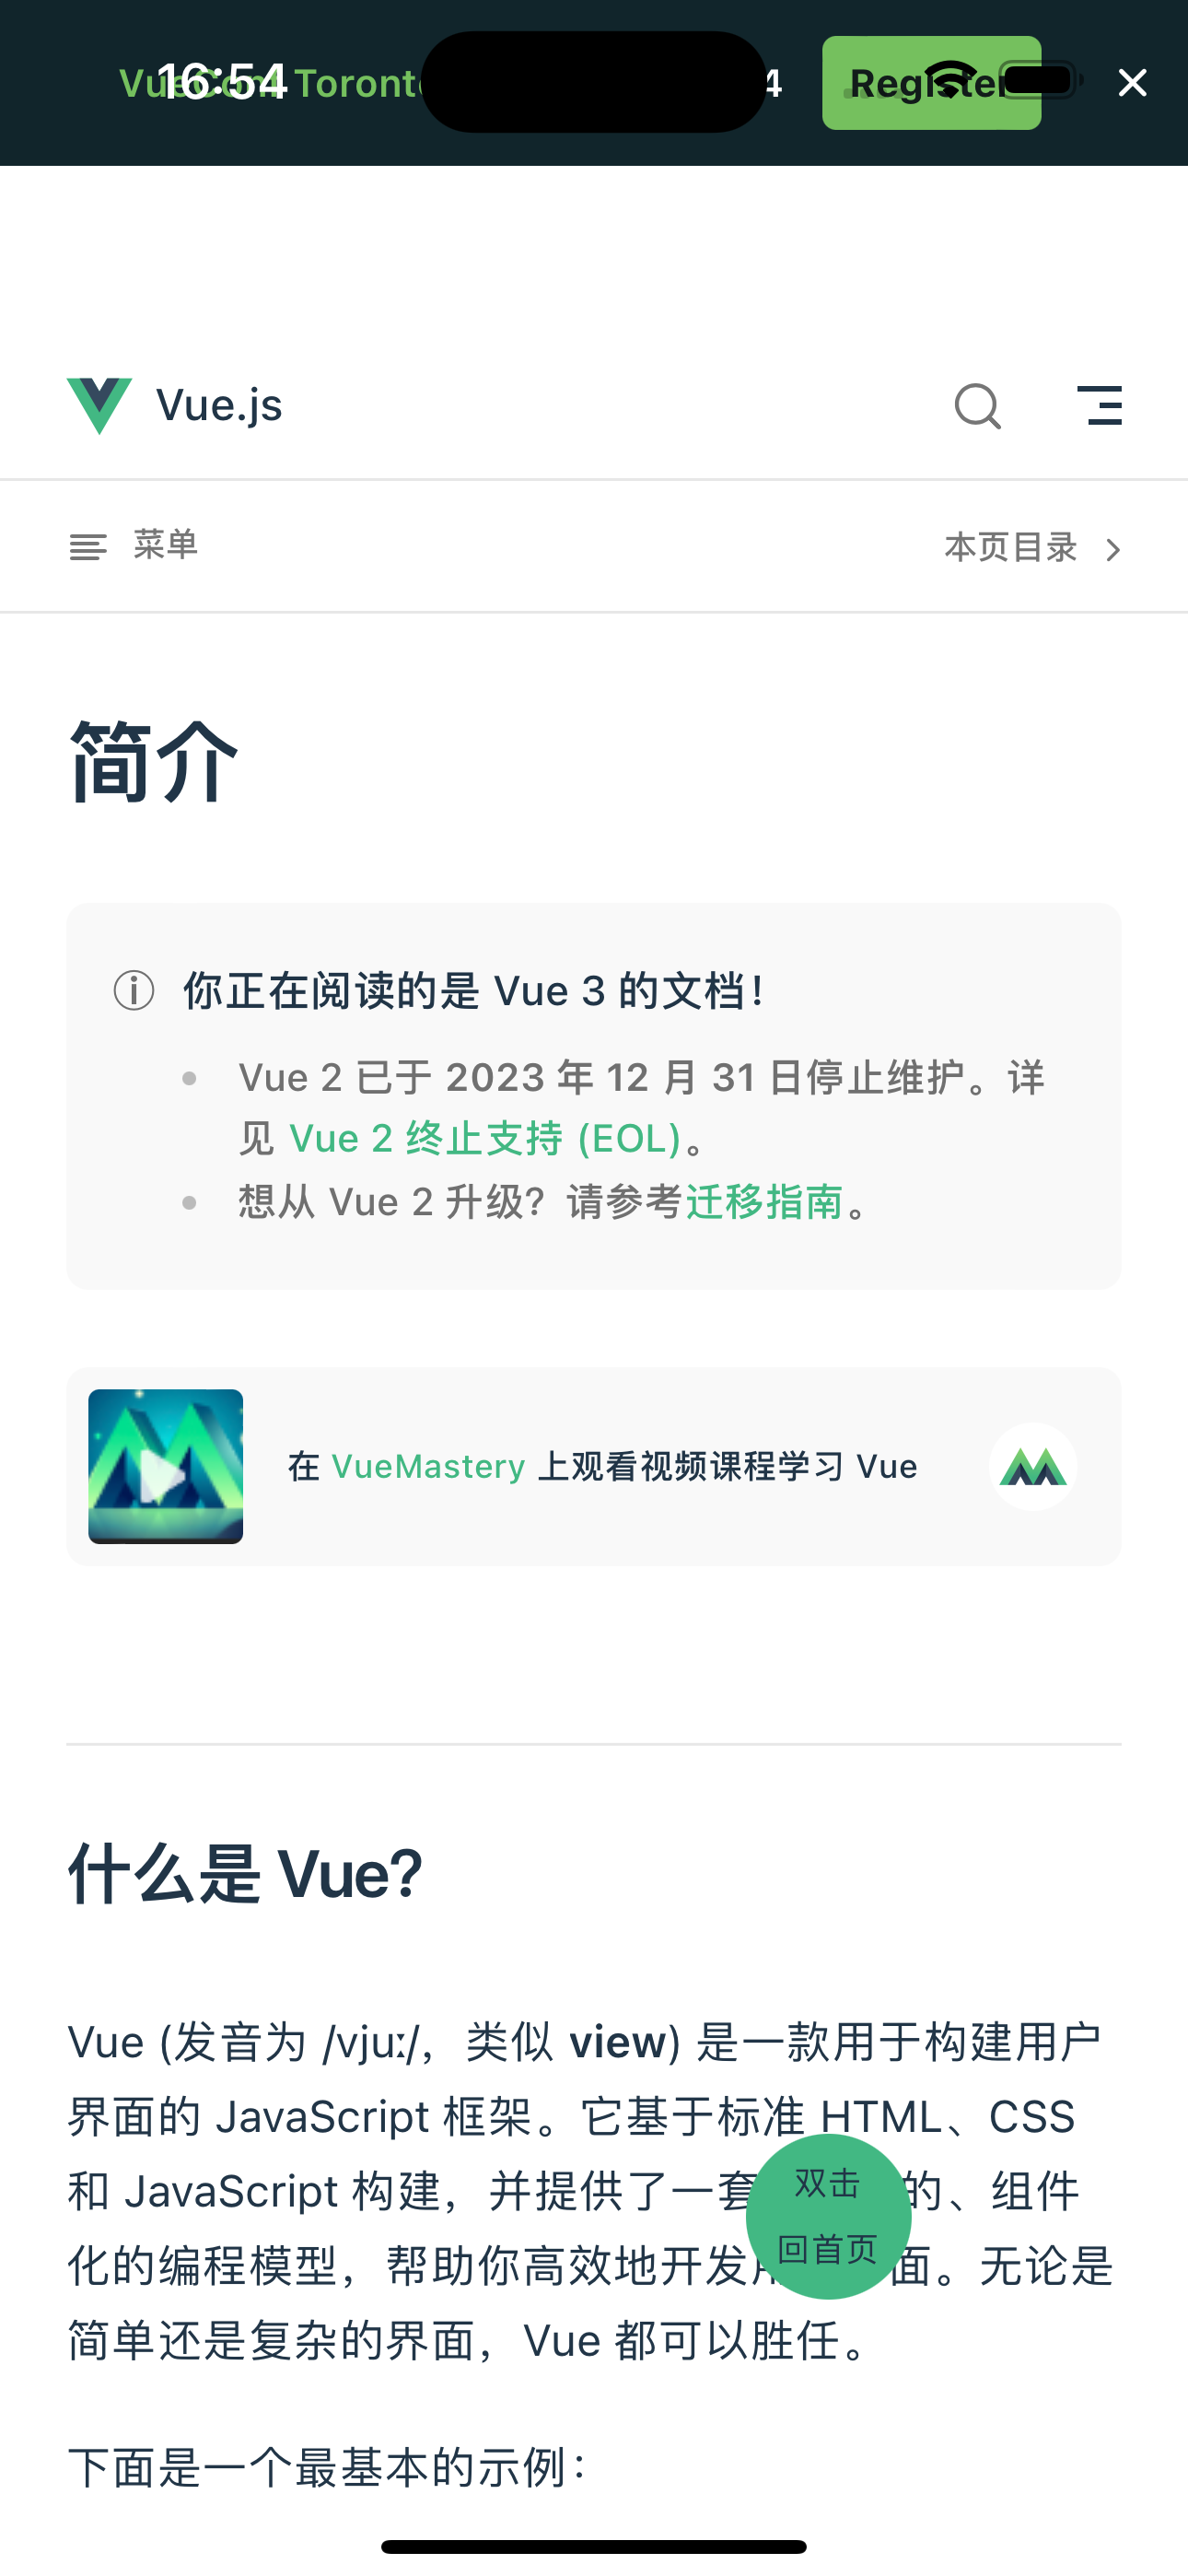 16:54
VueConf Toront
4
Register
Vue.js
菜单
本页目录
简介
你正在阅读的是 Vue 3 的文档！
Vue 2 已于 2023 年 12 月 31 日停止维护。详
见 Vue 2 终止支持 (EOL)。
想从 Vue 2 升级？请参考迁移指南。
在 VueMastery 上观看视频课程学习 Vue
什么是 Vue?
Vue (发音为 /vjuː/，类似 view) 是一款用于构建用户
界面的 JavaScript 框架。它基于标准 HTML、CSS
和 JavaScript 构建，并提供了一套 的、组件
化的编程模型，帮助你高效地开发 面。无论是
简单还是复杂的界面，Vue 都可以胜任。
双击
回首页
下面是一个最基本的示例：